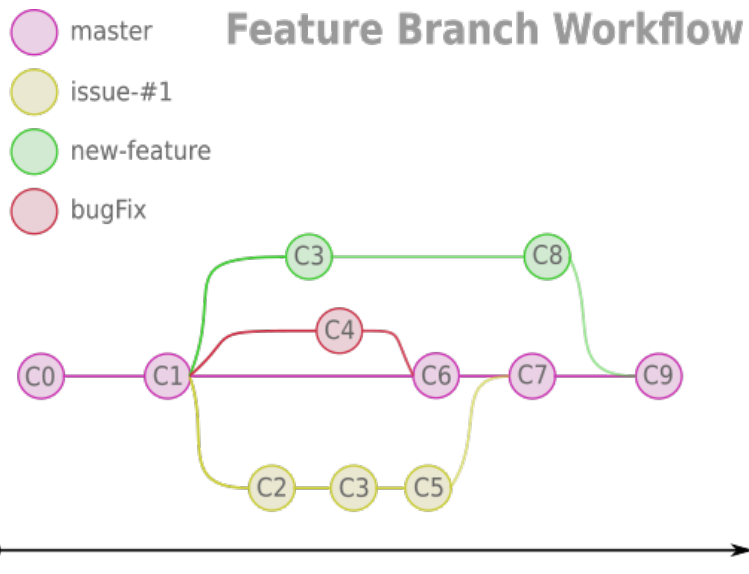 Feature Branch Workflow
master
issue-#1
new-feature
bugFix
C3 C8
C4
C0 C1 C6 C7 C9
C2 C3 C5